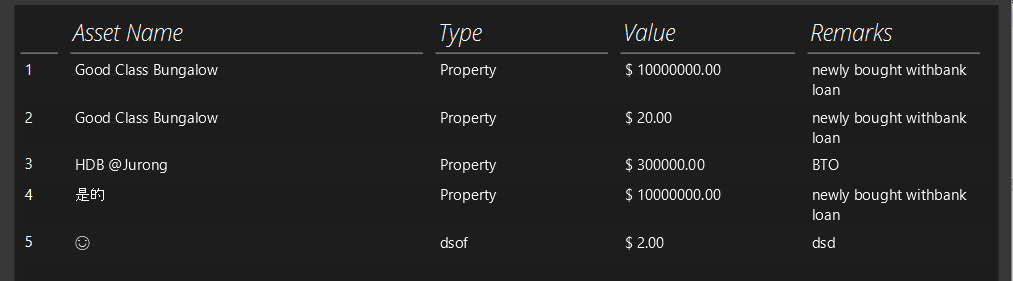 Asset Name Type Value Remarks
1 Good Class Bungalow Property $ 10000000.00 newly bought withbank
loan
2 Good Class Bungalow Property $ 20.00 newly bought withbank
loan
3 HDB @Jurong Property $ 300000.00 BTO
4 是的 Property $ 10000000.00 newly bought withbank
loan
5 ☺ dsof $ 2.00 dsd